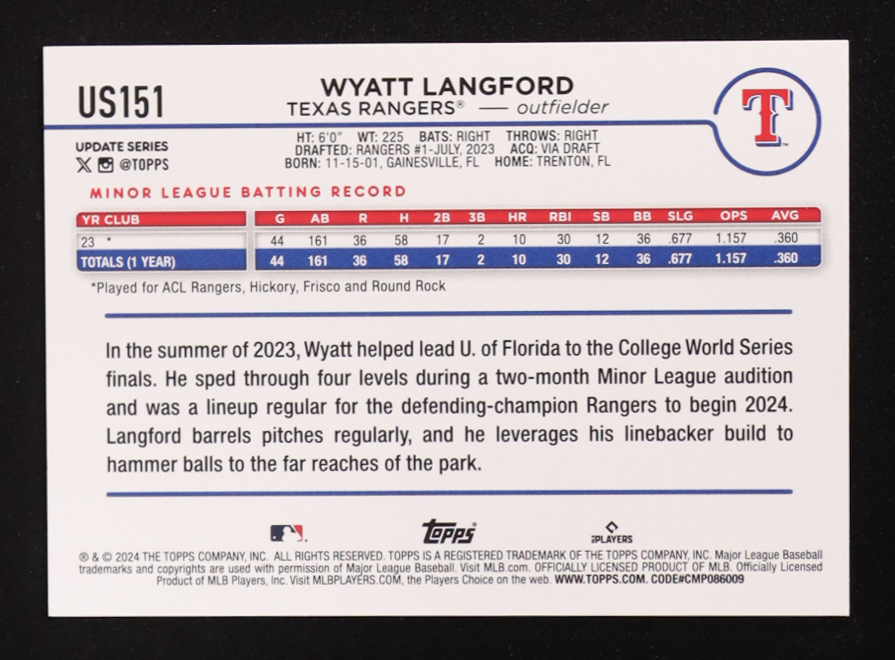 US151
WYATT LANGFORD
TEXAS RANGERS® — outfielder
T
TM
UPDATE SERIES
X @TOPPS
HT: 6'0" WT: 225 BATS: RIGHT THROWS: RIGHT
DRAFTED: RANGERS #1-JULY, 2023 ACQ: VIA DRAFT
BORN: 11-15-01, GAINESVILLE, FL HOME: TRENTON, FL
MINOR LEAGUE BATTING RECORD
YR CLUB G AB R H 2B 3B HR RBI SB BB SLG OPS AVG
23 * 44 161 36 58 17 2 10 30 12 36 .677 1.157 .360
TOTALS (1 YEAR) 44 161 36 58 17 2 10 30 12 36 .677 1.157 .360
*Played for ACL Rangers, Hickory, Frisco and Round Rock
In the summer of 2023, Wyatt helped lead U. of Florida to the College World Series
finals. He sped through four levels during a two-month Minor League audition
and was a lineup regular for the defending-champion Rangers to begin 2024.
Langford barrels pitches regularly, and he leverages his linebacker build to
hammer balls to the far reaches of the park.
Topps®
PLAYERS
® & © 2024 THE TOPPS COMPANY, INC. ALL RIGHTS RESERVED. TOPPS IS A REGISTERED TRADEMARK OF THE TOPPS COMPANY, INC. Major League Baseball
trademarks and copyrights are used with permission of Major League Baseball. Visit MLB.com. OFFICIALLY LICENSED PRODUCT OF MLB. Officially Licensed
Product of MLB Players, Inc. Visit MLBPLAYERS.COM, the Players Choice on the web. WWW.TOPPS.COM. CODE#CMP086009